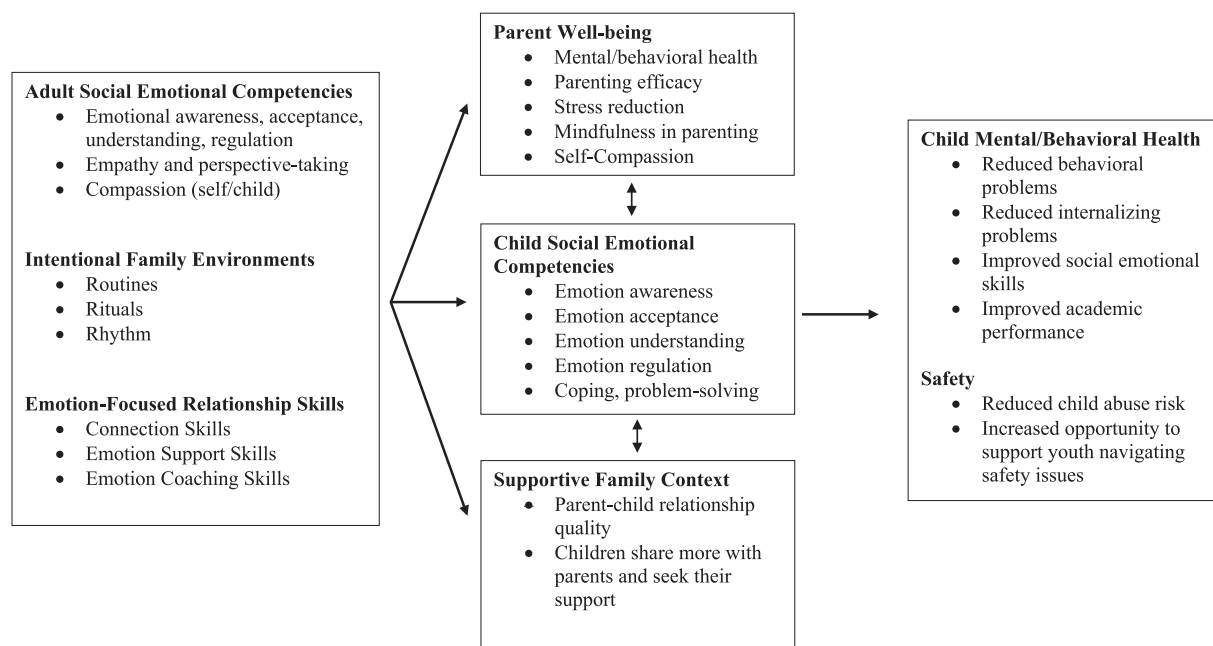 Adult Social Emotional Competencies
• Emotional awareness, acceptance,
understanding, regulation
• Empathy and perspective-taking
• Compassion (self/child)
Intentional Family Environments
• Routines
• Rituals
• Rhythm
Emotion-Focused Relationship Skills
• Connection Skills
• Emotion Support Skills
• Emotion Coaching Skills
Parent Well-being
• Mental/behavioral health
• Parenting efficacy
• Stress reduction
• Mindfulness in parenting
• Self-Compassion
Child Social Emotional
Competencies
• Emotion awareness
• Emotion acceptance
• Emotion understanding
• Emotion regulation
• Coping, problem-solving
Supportive Family Context
• Parent-child relationship
quality
• Children share more with
parents and seek their
support
Child Mental/Behavioral Health
• Reduced behavioral
problems
• Reduced internalizing
problems
• Improved social emotional
skills
• Improved academic
performance
Safety
• Reduced child abuse risk
• Increased opportunity to
support youth navigating
safety issues